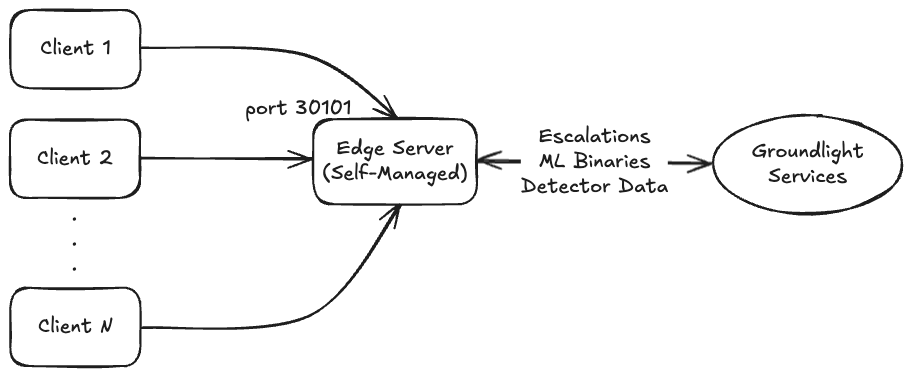 Client 1
port 30101
Client 2
Edge Server
(Self-Managed)
Escalations
ML Binaries
Detector Data
Groundlight
Services
Client N